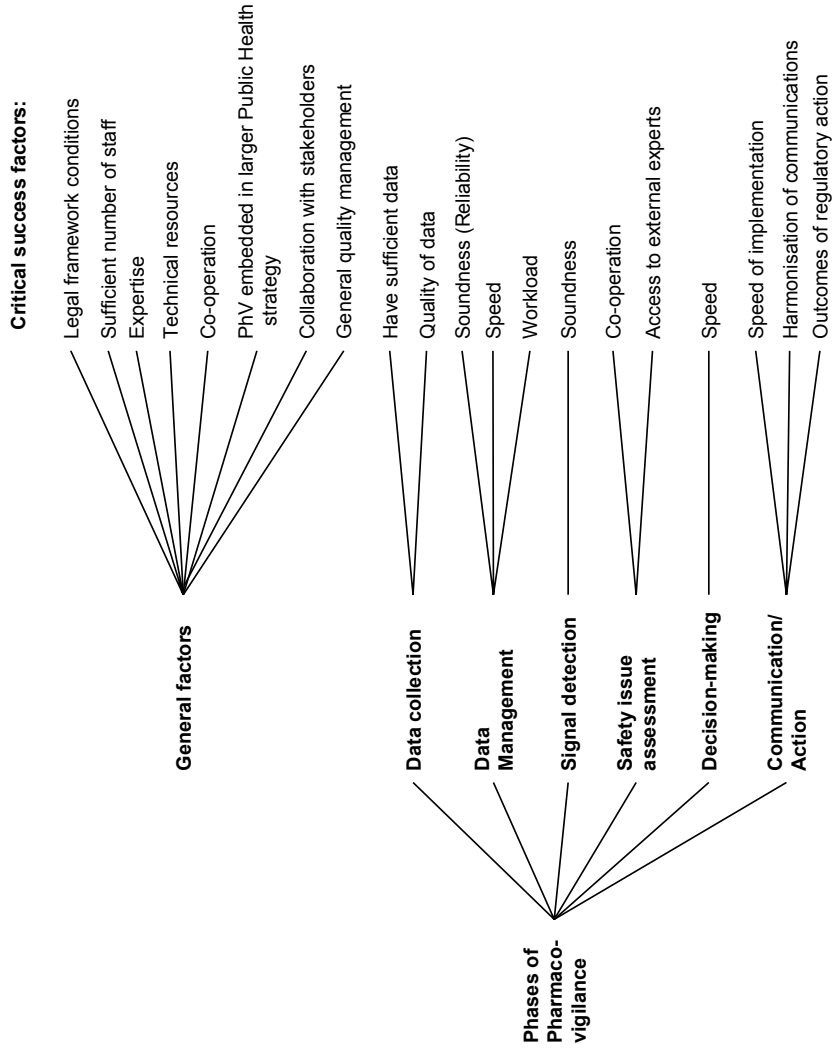 Critical success factors:
General factors
Legal framework conditions
Sufficient number of staff
Expertise
Technical resources
Co-operation
PhV embedded in larger Public Health
strategy
Collaboration with stakeholders
General quality management
Phases of
Pharmaco-
vigilance
Data collection
Have sufficient data
Quality of data
Data
Management
Soundness (Reliability)
Speed
Workload
Signal detection
Soundness
Safety issue
assessment
Co-operation
Access to external experts
Decision-making
Speed
Communication/
Action
Speed of implementation
Harmonisation of communications
Outcomes of regulatory action